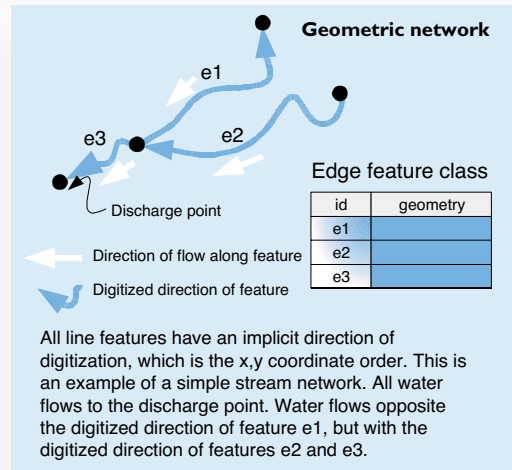 Geometric network
e1
e3
e2
Discharge point
Edge feature class
id geometry
e1
e2
e3
Direction of flow along feature
Digitized direction of feature
All line features have an implicit direction of
digitization, which is the x,y coordinate order. This is
an example of a simple stream network. All water
flows to the discharge point. Water flows opposite
the digitized direction of feature e1, but with the
digitized direction of features e2 and e3.